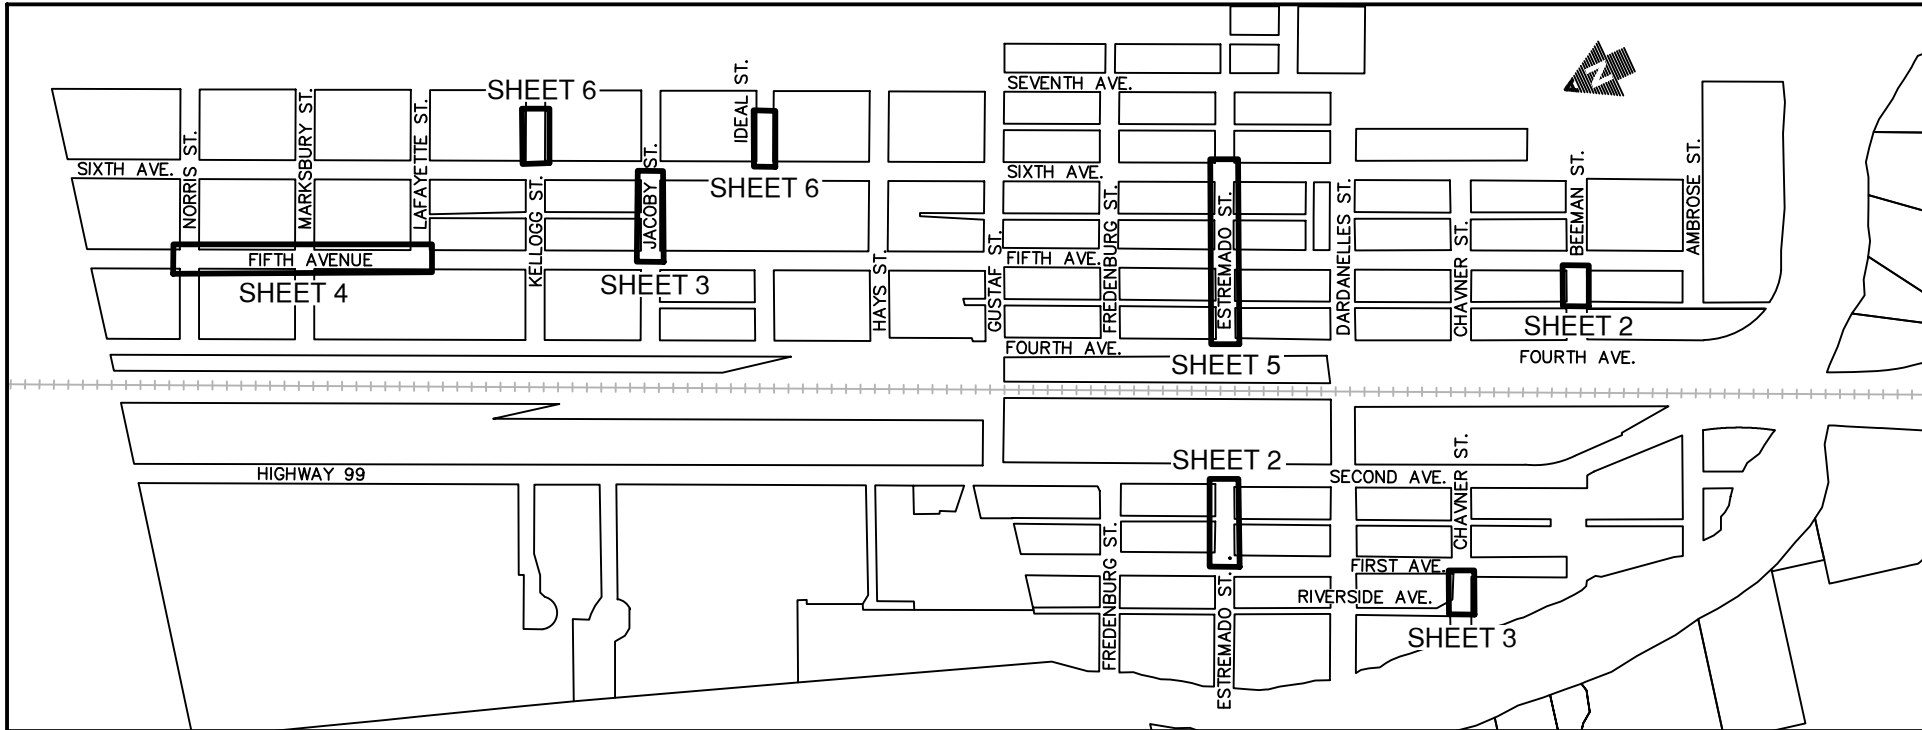 SEVENTH AVE.
SHEET 6
IDEAL ST.
N
NORRIS ST.
MARKSBURY ST.
LAFAYETTE ST.
SIXTH AVE.
KELLOGG ST.
JACOBY ST.
SHEET 6
SIXTH AVE.
FREDENBURG ST.
ESTREMADO ST.
DARDANELLES ST.
CHAVNER ST.
BEEMAN ST.
AMBROSE ST.
FIFTH AVENUE
SHEET 4
SHEET 3
HAYS ST.
GUSTAF ST.
FIFTH AVE.
SHEET 2
FOURTH AVE.
FOURTH AVE.
SHEET 5
HIGHWAY 99
SHEET 2
SECOND AVE.
CHAVNER ST.
FREDENBURG ST.
ESTREMADO ST.
FIRST AVE.
RIVERSIDE AVE.
SHEET 3